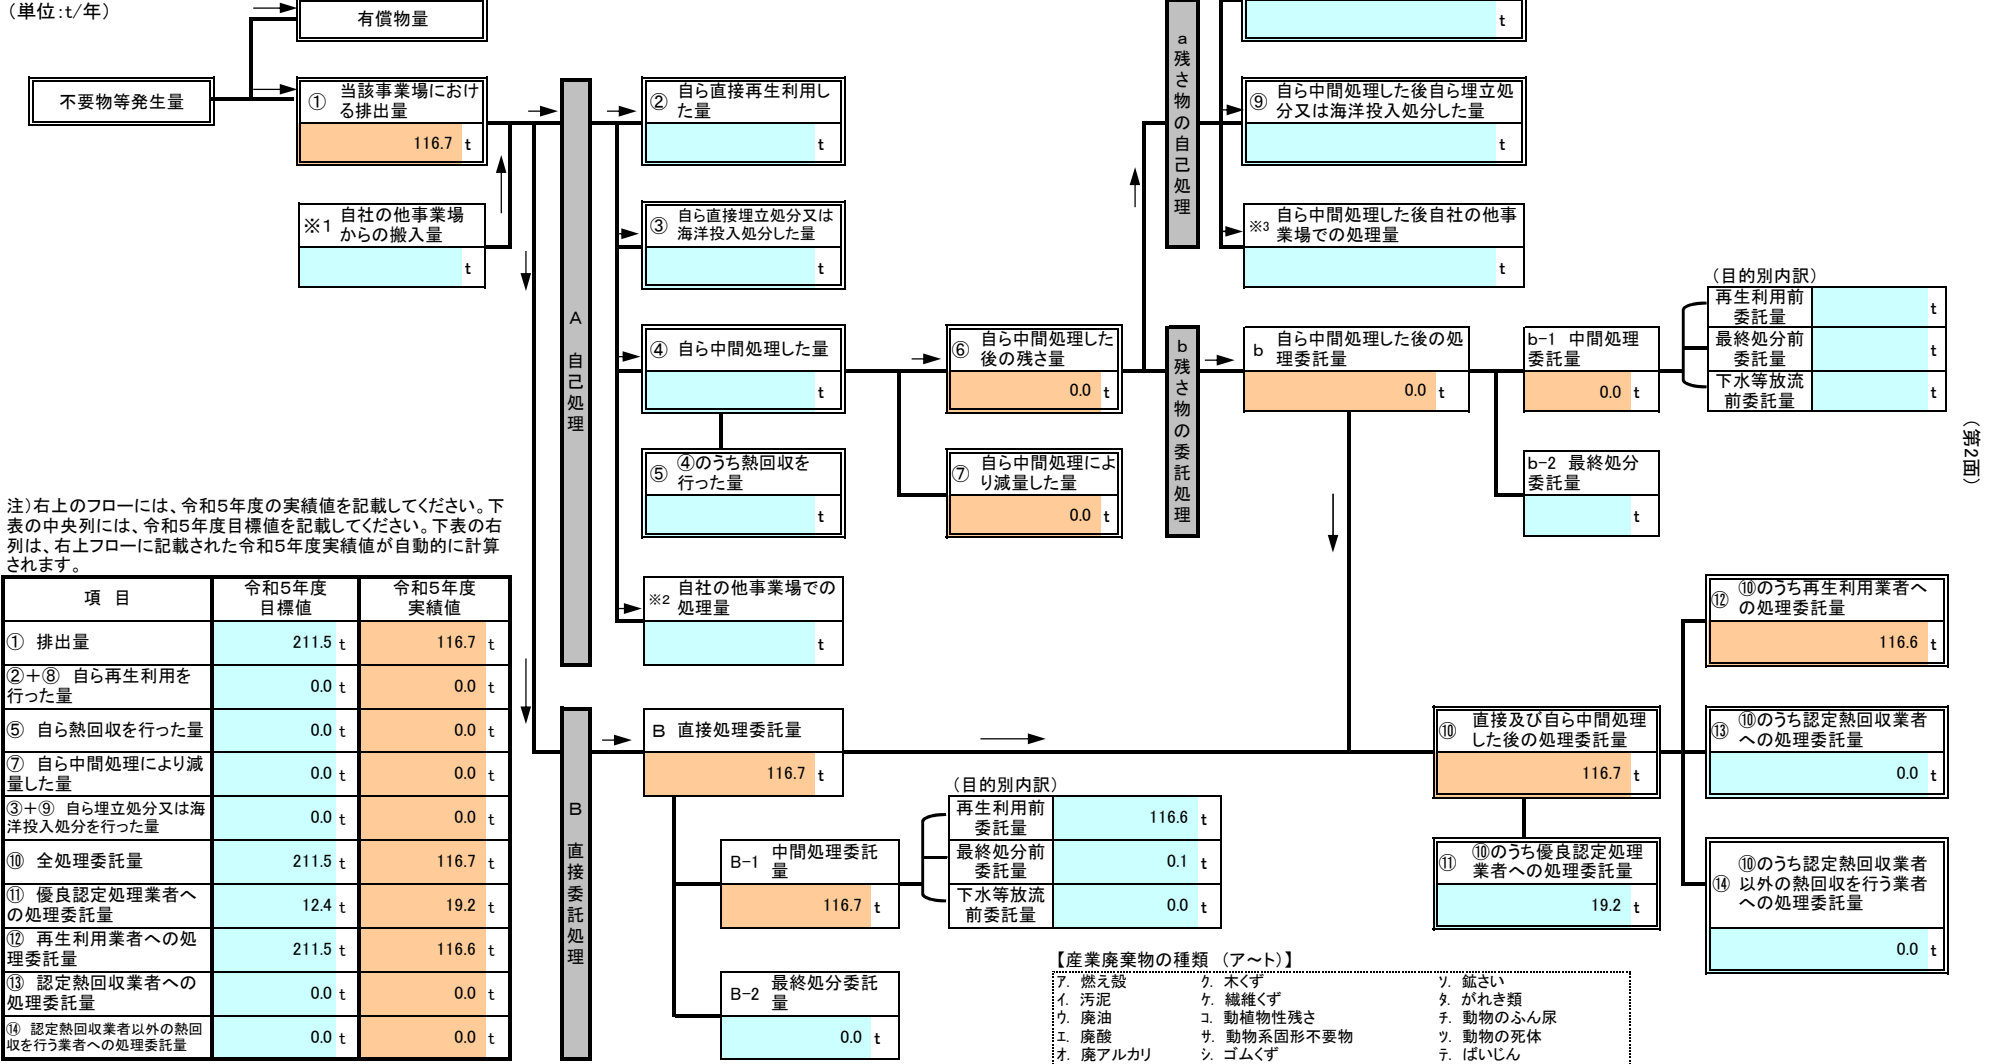 （単位:t/年）
有償物量
不要物等発生量
① 当該事業場におけ
る排出量
116.7 t
※1 自社の他事業場
からの搬入量
t
A 自己処理
② 自ら直接再生利用し
た量
t
③ 自ら直接埋立処分又は
海洋投入処分した量
t
④ 自ら中間処理した量
t
⑤ ④のうち熱回収を
行った量
t
※2 自社の他事業場での
処理量
t
⑥ 自ら中間処理した
後の残さ量
0.0 t
⑦ 自ら中間処理によ
り減量した量
0.0 t
a 残さ物の自己処理
t
⑨ 自ら中間処理した後自ら埋立処
分又は海洋投入処分した量
t
※3 自ら中間処理した後自社の他事
業場での処理量
t
b 残さ物の委託処理
b 自ら中間処理した後の処
理委託量
0.0 t
b-1 中間処理
委託量
0.0 t
（目的別内訳）
再生利用前
委託量
t
最終処分前
委託量
t
下水等放流
前委託量
t
b-2 最終処分
委託量
t
（第2面）
注）右上のフローには、令和5年度の実績値を記載してください。下
表の中央列には、令和5年度目標値を記載してください。下表の右
列は、右上フローに記載された令和5年度実績値が自動的に計算
されます。
項 目 令和5年度 目標値 令和5年度 実績値
① 排出量 211.5 t 116.7 t
②＋⑧ 自ら再生利用を
行った量 0.0 t 0.0 t
⑤ 自ら熱回収を行った量 0.0 t 0.0 t
⑦ 自ら中間処理により減
量した量 0.0 t 0.0 t
③＋⑨ 自ら埋立処分又は海
洋投入処分を行った量 0.0 t 0.0 t
⑩ 全処理委託量 211.5 t 116.7 t
⑪ 優良認定処理業者へ
の処理委託量 12.4 t 19.2 t
⑫ 再生利用業者への処
理委託量 211.5 t 116.6 t
⑬ 認定熱回収業者への
処理委託量 0.0 t 0.0 t
⑭ 認定熱回収業者以外の熱回
収を行う業者への処理委託量 0.0 t 0.0 t
B 直接委託処理
B 直接処理委託量
116.7 t
B-1 中間処理委託
量
116.7 t
（目的別内訳）
再生利用前
委託量
116.6 t
最終処分前
委託量
0.1 t
下水等放流
前委託量
0.0 t
B-2 最終処分委託
量
0.0 t
⑩ 直接及び自ら中間処理
した後の処理委託量
116.7 t
⑪ ⑩のうち優良認定処理
業者への処理委託量
19.2 t
⑫ ⑩のうち再生利用業者へ
の処理委託量
116.6 t
⑬ ⑩のうち認定熱回収業者
への処理委託量
0.0 t
⑭ ⑩のうち認定熱回収業者
以外の熱回収を行う業者
への処理委託量
0.0 t
【産業廃棄物の種類 （ア～ト）】
ア. 燃え殻 ク. 木くず ソ. 鉱さい
イ. 汚泥 ケ. 繊維くず タ. がれき類
ウ. 廃油 コ. 動植物性残さ チ. 動物のふん尿
エ. 廃酸 サ. 動物系固形不要物 ツ. 動物の死体
オ. 廃アルカリ シ. ゴムくず テ. ばいじん